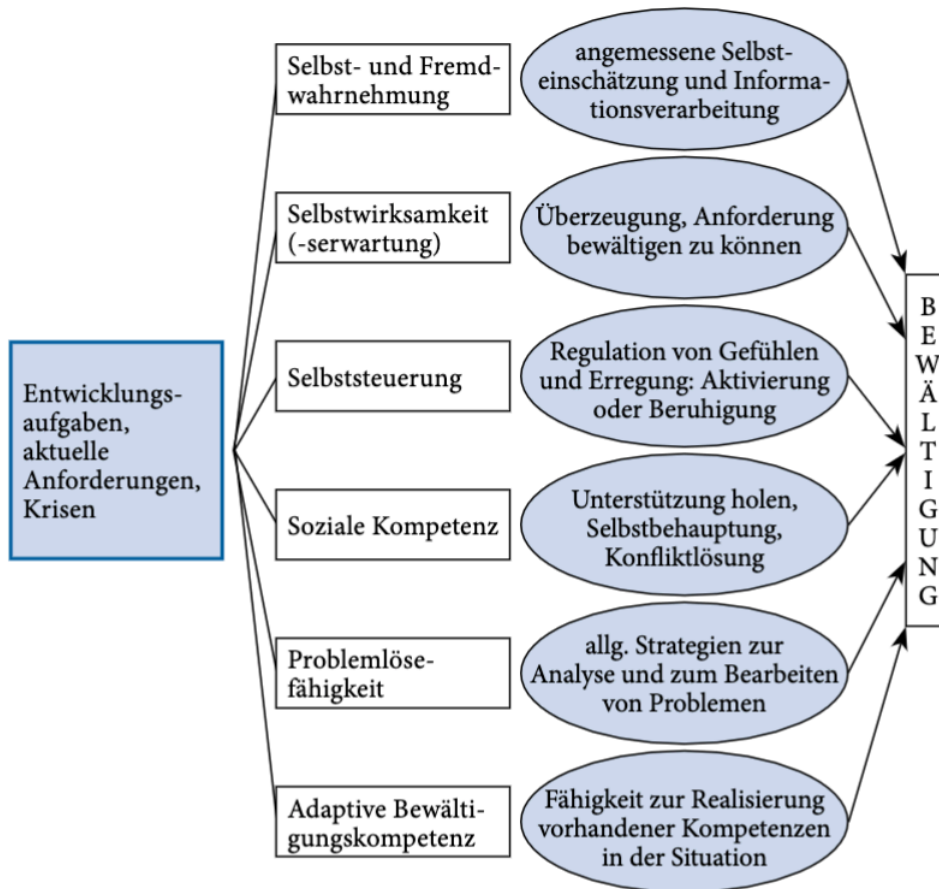 Selbst- und Fremd-
wahrnehmung
angemessene Selbst-
einschätzung und Informa-
tionsverarbeitung
Selbstwirksamkeit
(-serwartung)
Überzeugung, Anforderung
bewältigen zu können
Entwicklungs-
aufgaben,
aktuelle
Anforderungen,
Krisen
Selbststeuerung
Regulation von Gefühlen
und Erregung: Aktivierung
oder Beruhigung
Soziale Kompetenz
Unterstützung holen,
Selbstbehauptung,
Konfliktlösung
Problemlöse-
fähigkeit
allg. Strategien zur
Analyse und zum Bearbeiten
von Problemen
Adaptive Bewälti-
gungskompetenz
Fähigkeit zur Realisierung
vorhandener Kompetenzen
in der Situation
BEWÄLTIGUNG